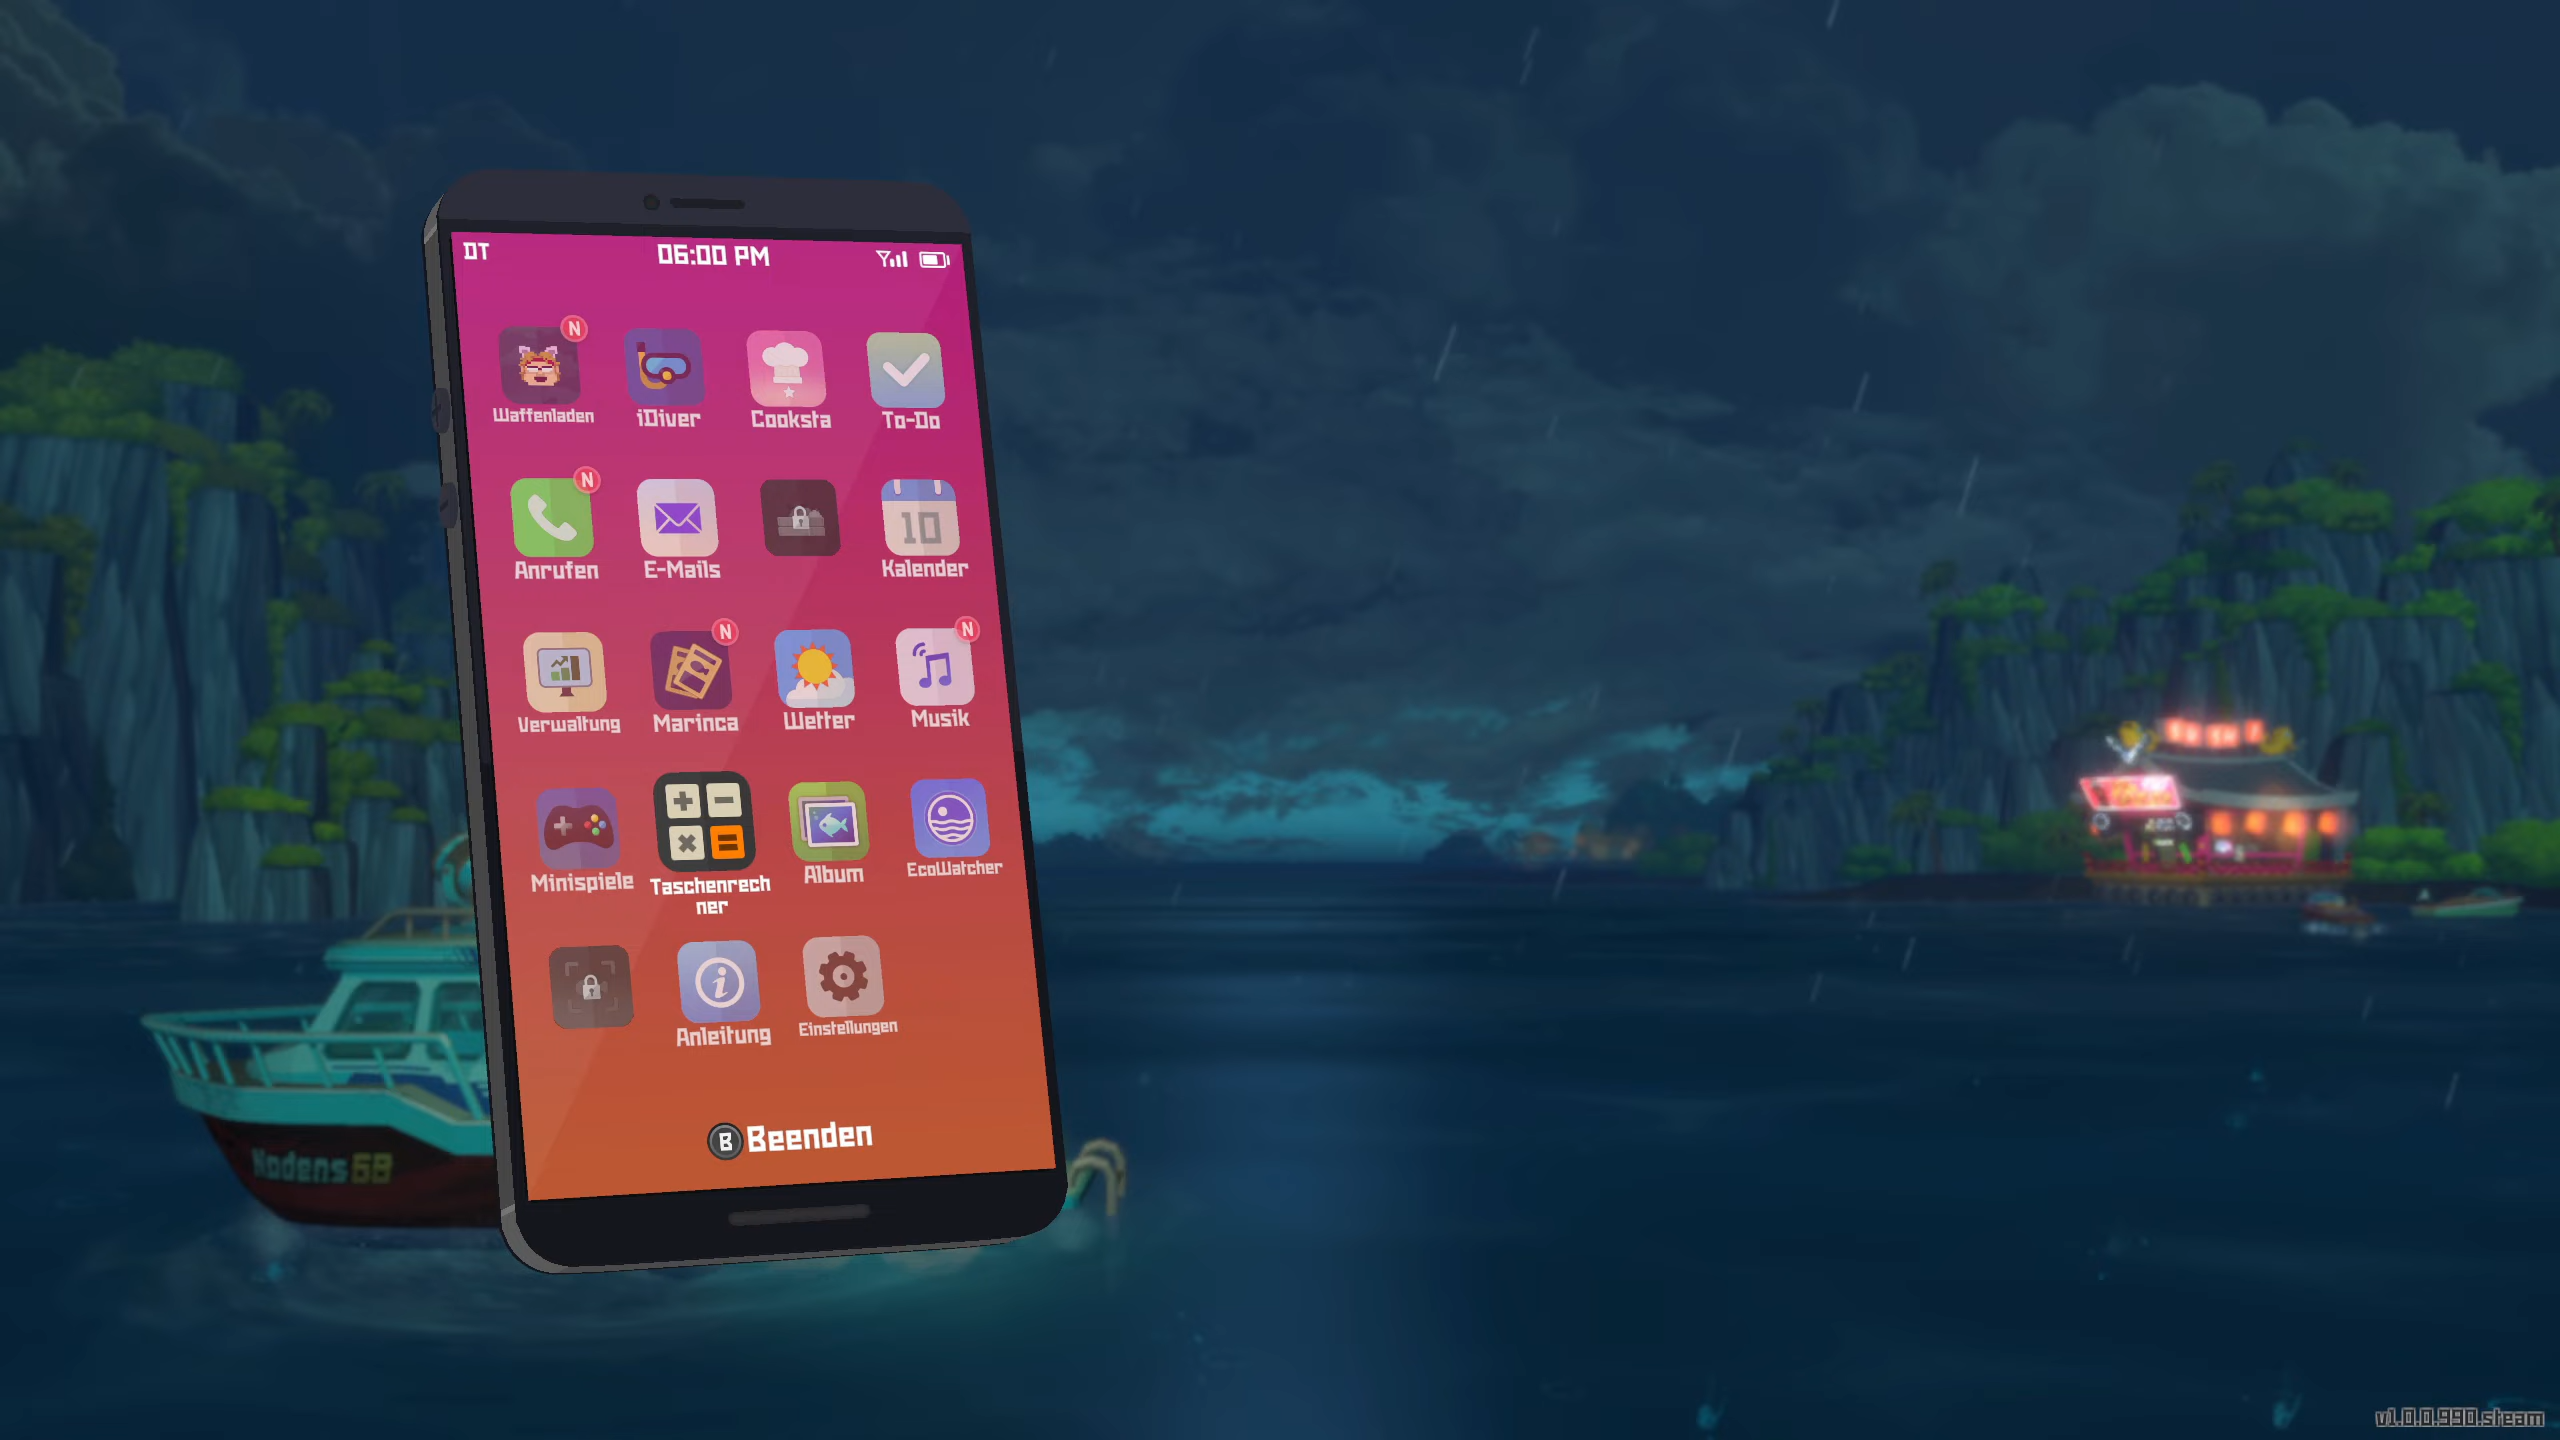 DT
06:00 PM
N
Waffenladen
iDiver
Cooksta
To-Do
N
10
Anrufen
E-Mails
Kalender
N
N
Verwaltung
Marinca
Wetter
Musik
Minispiele
Taschenrech
ner
Album
EcoWatcher
Anleitung
Einstellungen
B Beenden
Nadens68
v1.0.0.990.steam